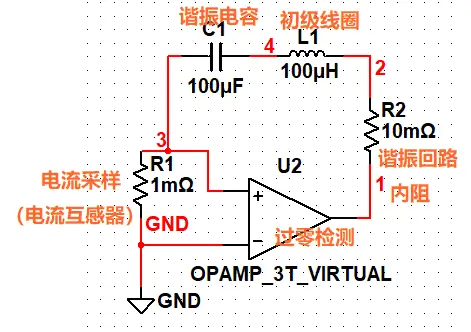 谐振电容
初级线圈
C1
4
L1
100μF
100μH
2
R2
10mΩ
3
谐振回路
R1
U2
1
内阻
电流采样
1mΩ
(电流互感器)
GND
过零检测
OPAMP_3T_VIRTUAL
GND